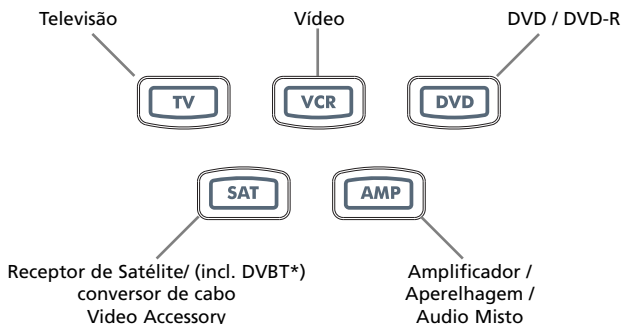 Televisão
Vídeo
DVD / DVD-R
TV
VCR
DVD
SAT
AMP
Receptor de Satélite/ (incl. DVBT*)
conversor de cabo
Video Accessory
Amplificador /
Aperelhagem /
Audio Misto